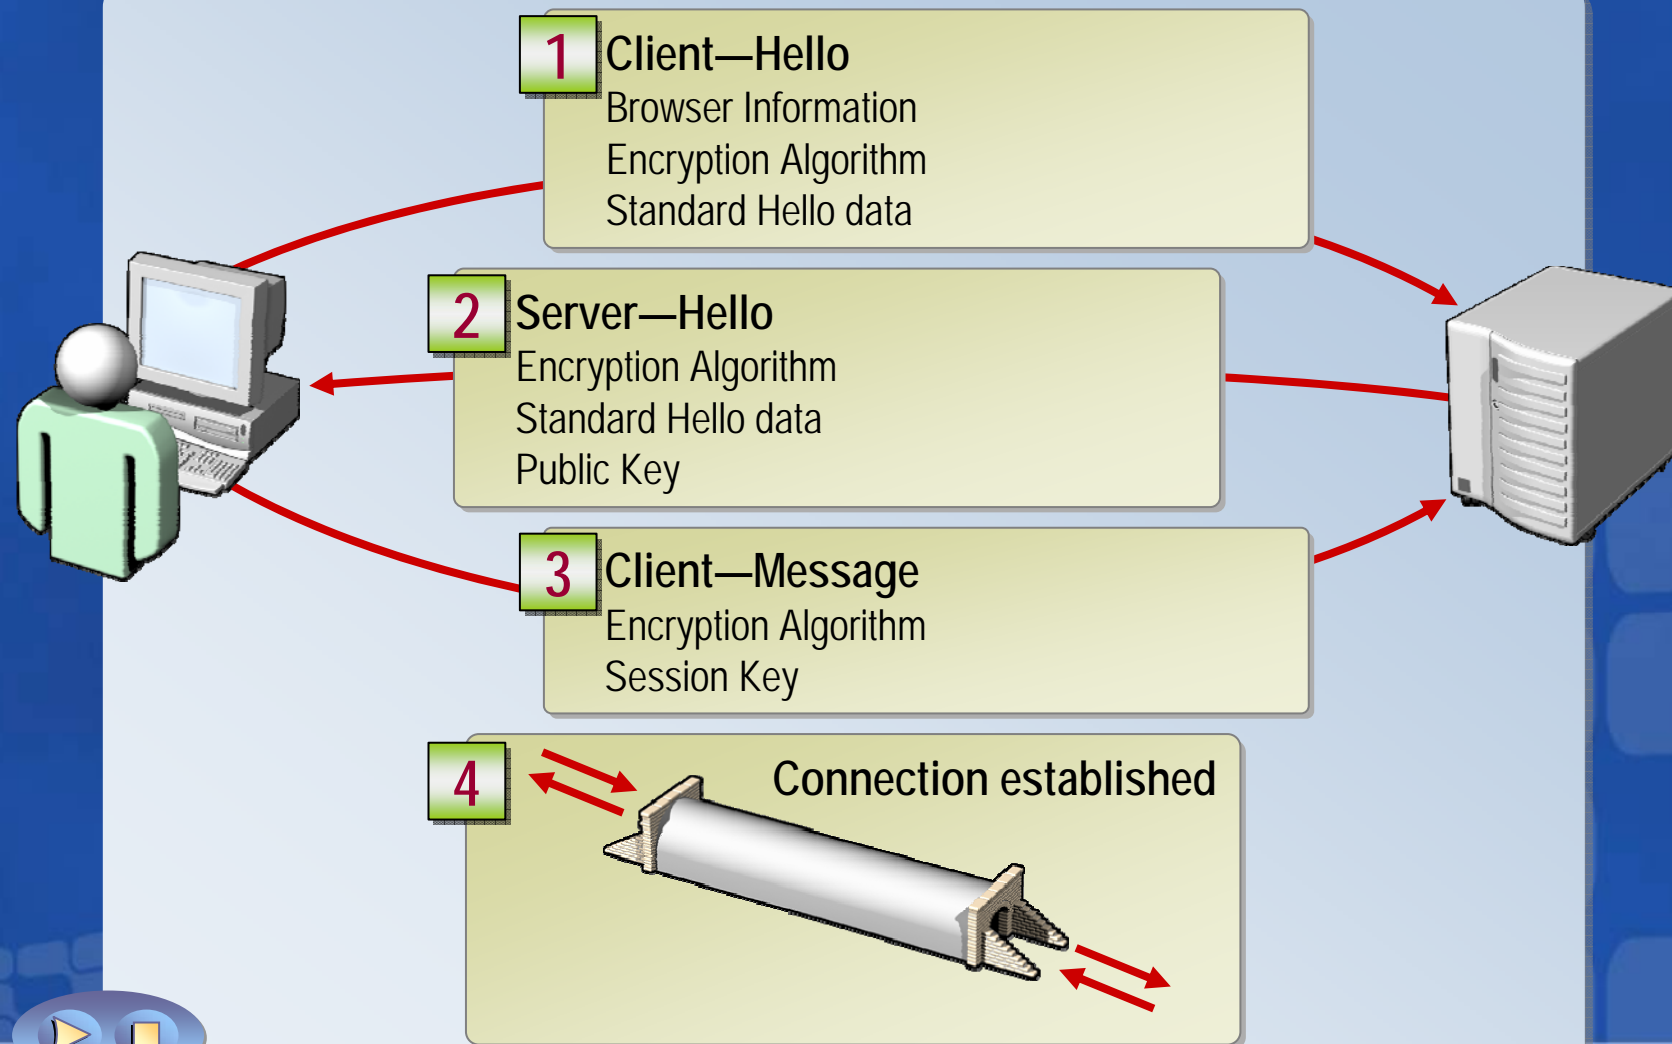 1
Client—Hello
Browser Information
Encryption Algorithm
Standard Hello data
2
Server—Hello
Encryption Algorithm
Standard Hello data
Public Key
3
Client—Message
Encryption Algorithm
Session Key
4
Connection established